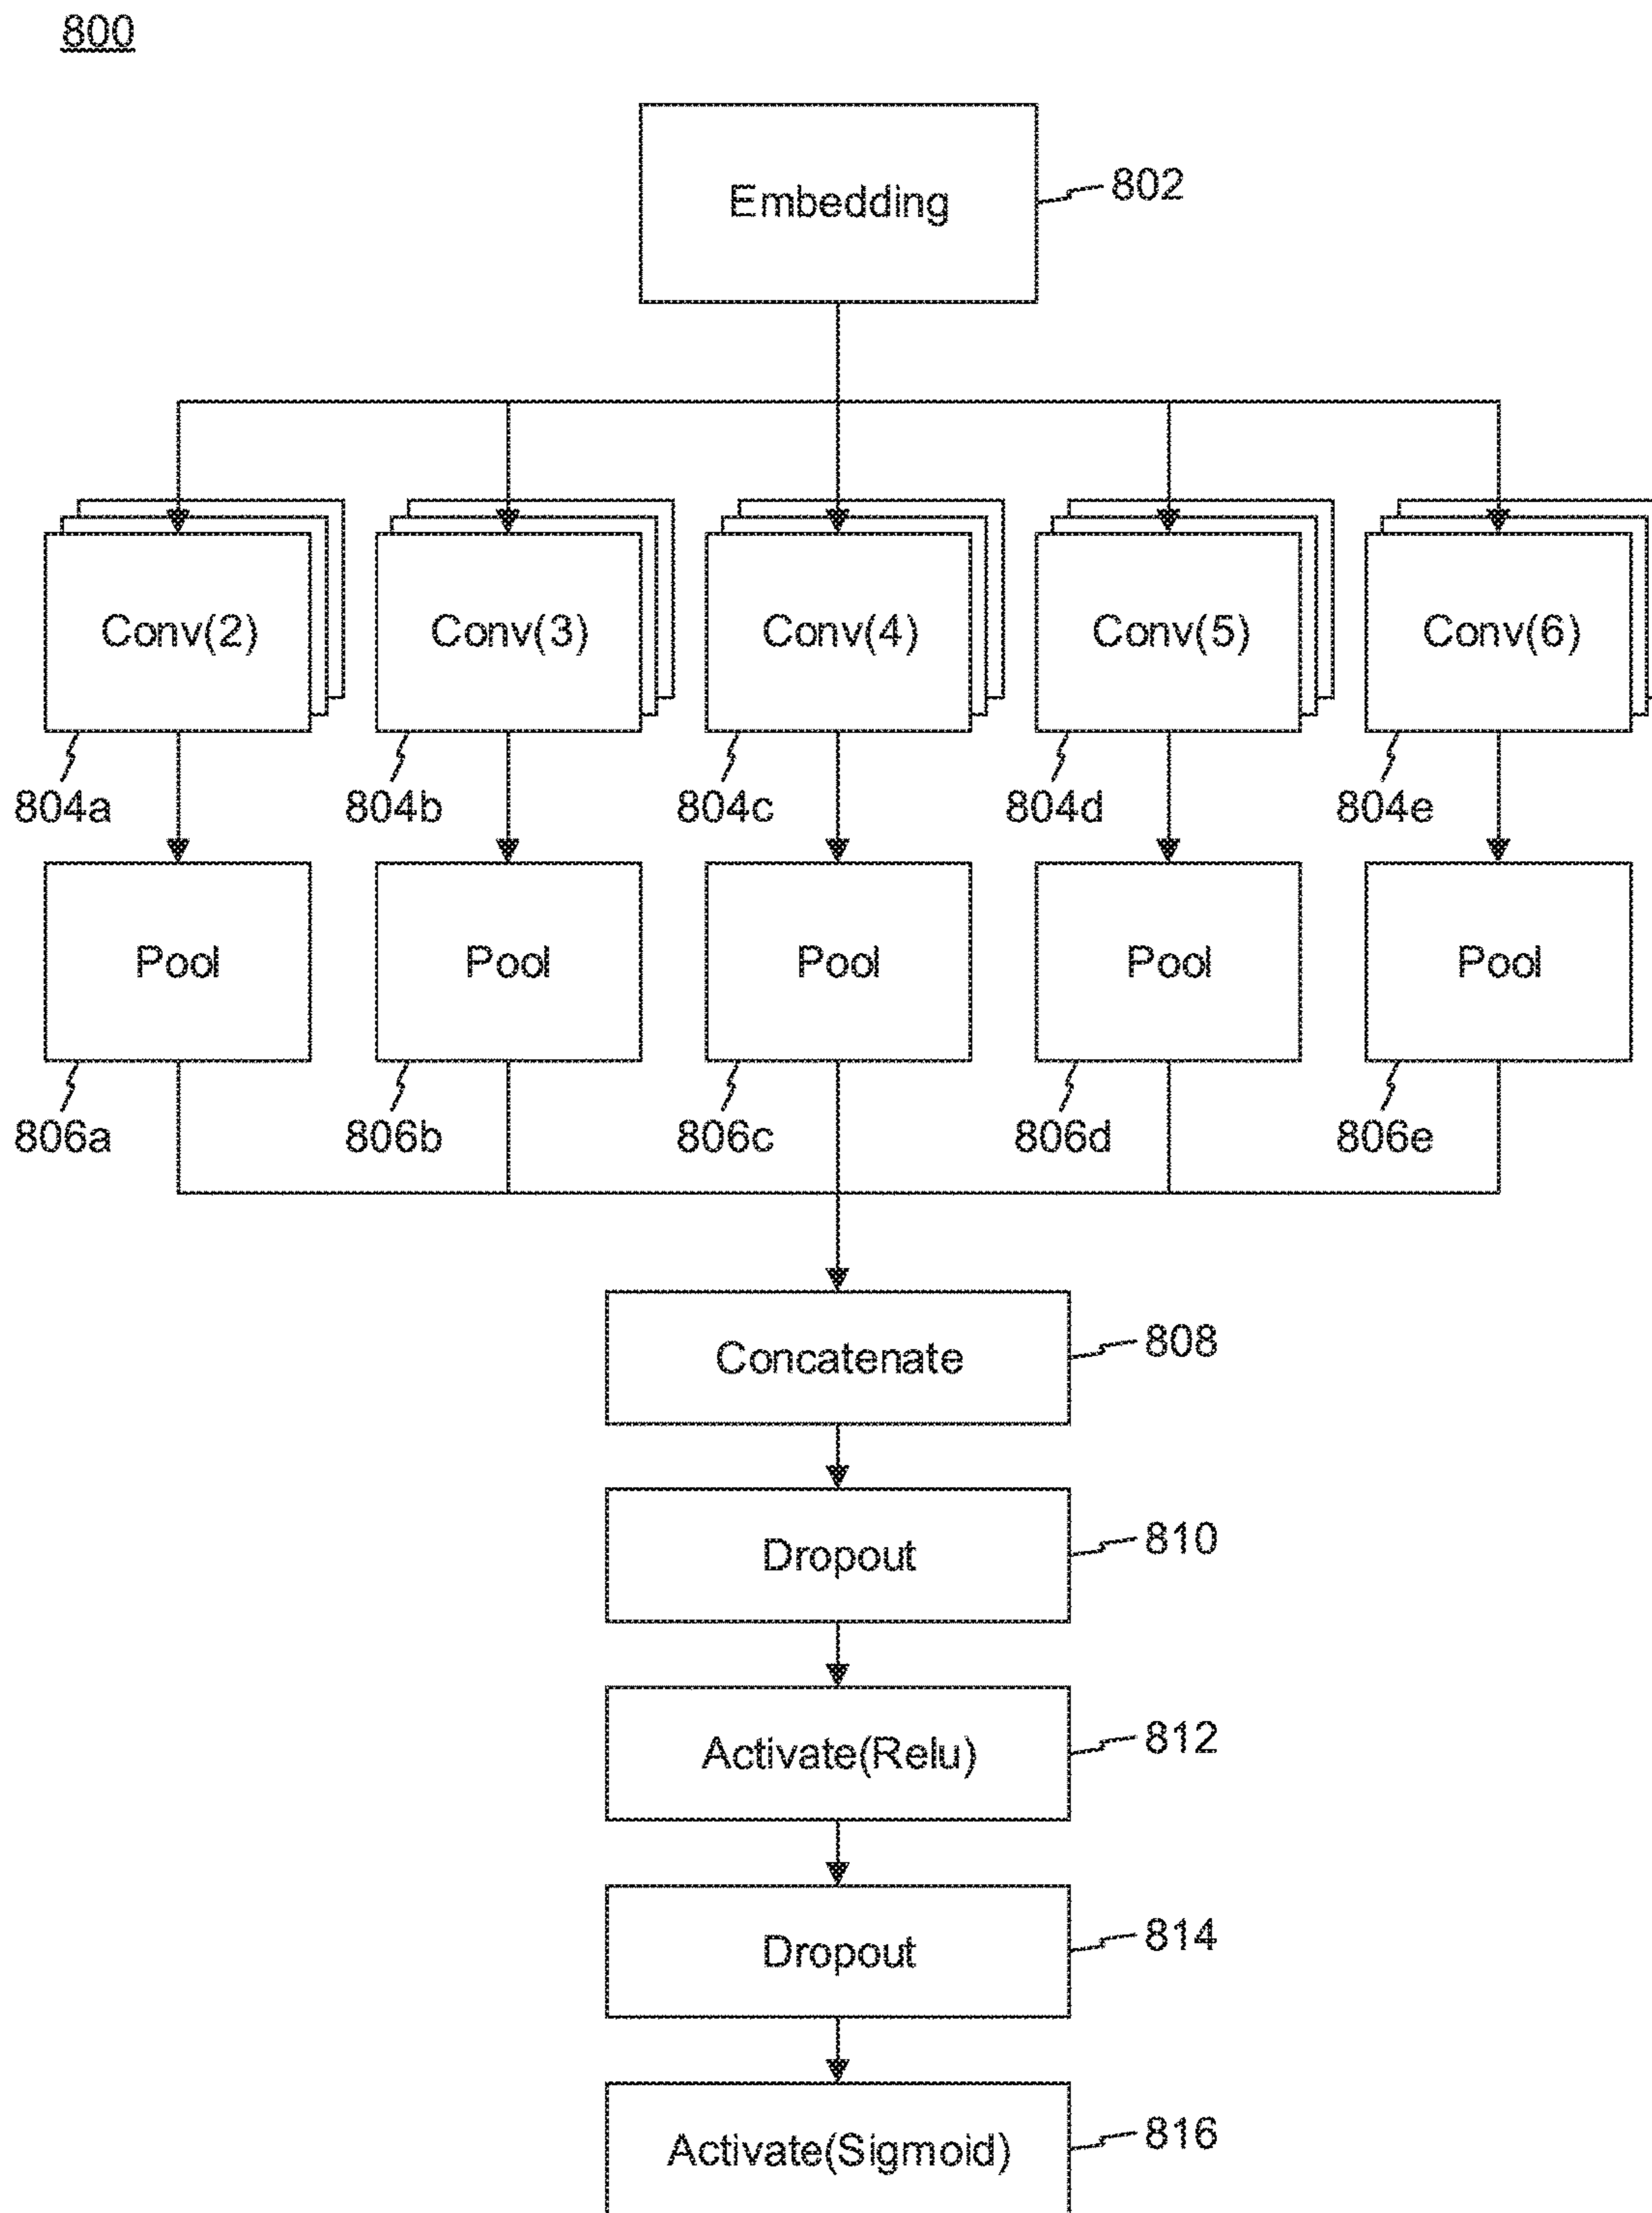 800
Embedding
802
Conv(2) Conv(3) Conv(4) Conv(5) Conv(6)
804a 804b 804c 804d 804e
Pool Pool Pool Pool Pool
806a 806b 806c 806d 806e
Concatenate
808
Dropout
810
Activate(Relu)
812
Dropout
814
Activate(Sigmoid)
816